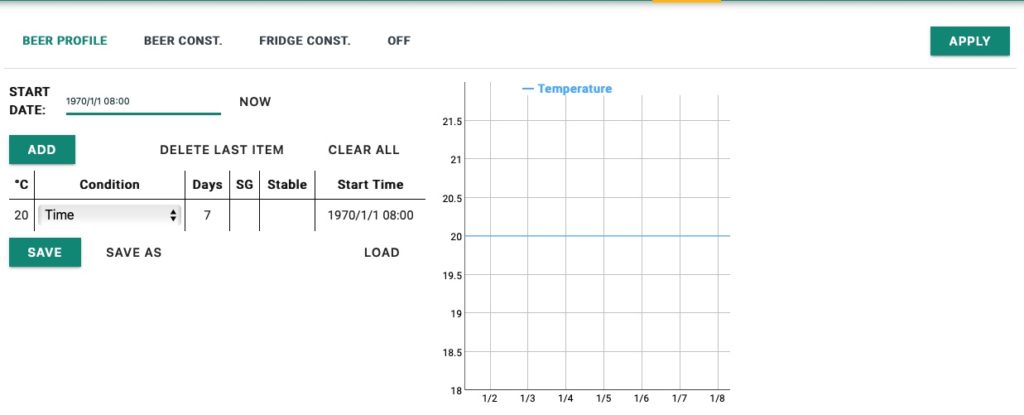 BEER PROFILE BEER CONST. FRIDGE CONST. OFF APPLY
START
DATE:
1970/1/1 08:00
NOW
ADD DELETE LAST ITEM CLEAR ALL
°C Condition Days SG Stable Start Time
20 Time 7 1970/1/1 08:00
SAVE SAVE AS LOAD
Temperature
21.5
21
20.5
20
19.5
19
18.5
18
1/2 1/3 1/4 1/5 1/6 1/7 1/8